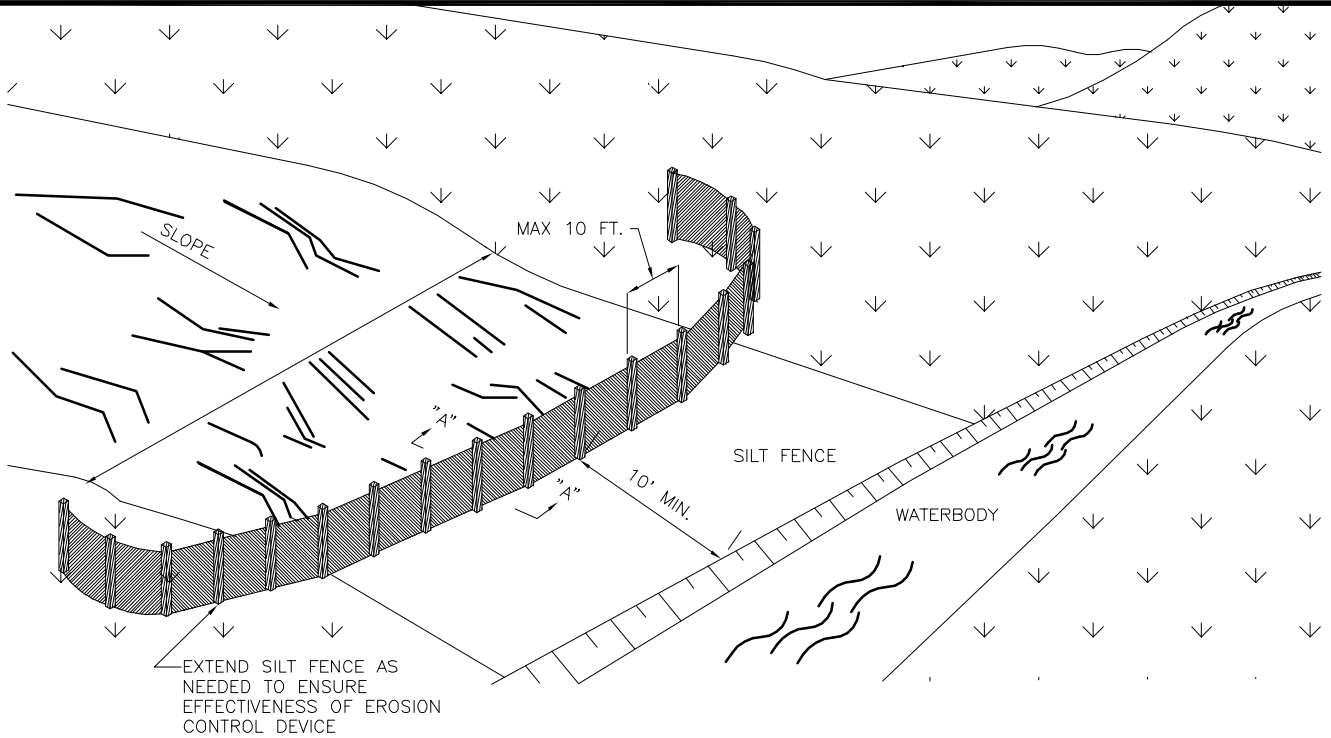 MAX 10 FT.
SLOPE
"A"
"A"
SILT FENCE
10' MIN.
WATERBODY
EXTEND SILT FENCE AS
NEEDED TO ENSURE
EFFECTIVENESS OF EROSION
CONTROL DEVICE